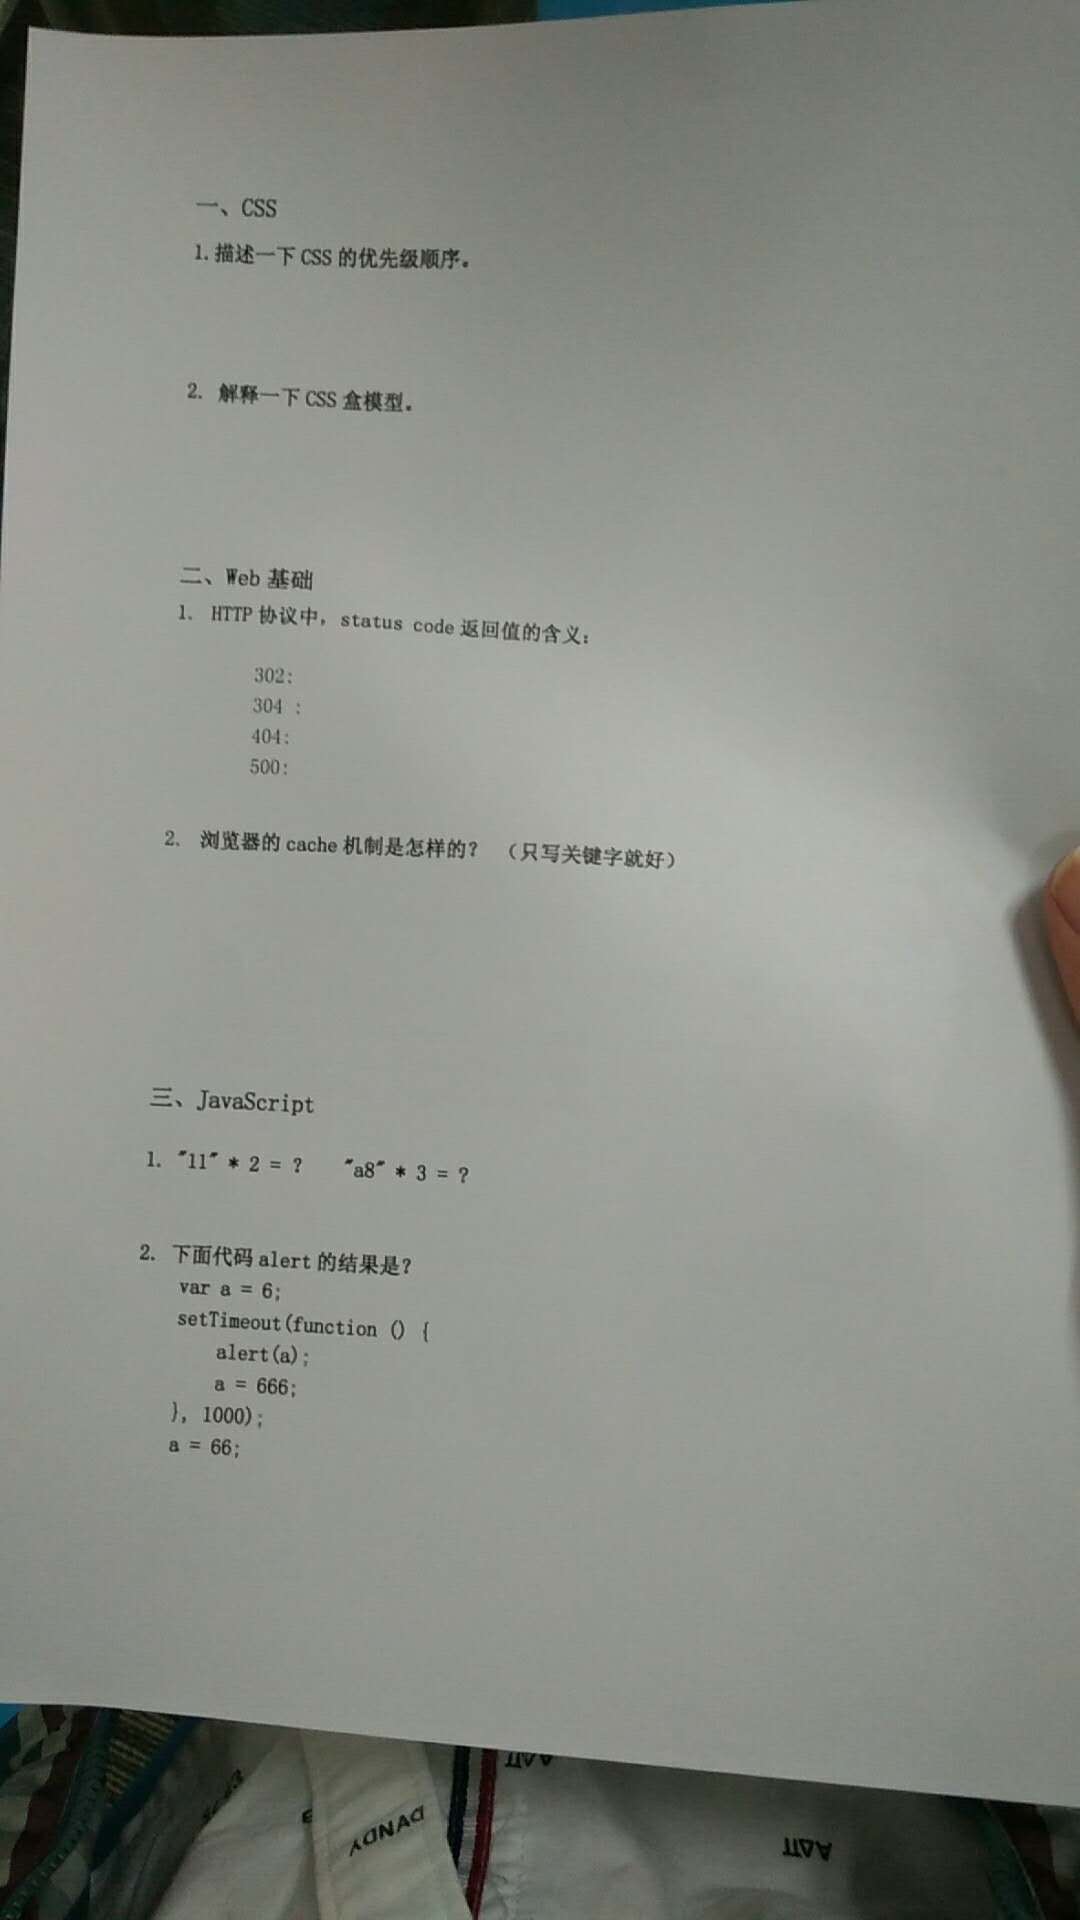 一、CSS
1.描述一下 CSS 的优先级顺序。
2. 解释一下 CSS 盒模型。
二、Web 基础
1. HTTP 协议中，status code 返回值的含义：
302:
304 :
404:
500:
2、浏览器的 cache 机制是怎样的？（只写关键字就好）
三、JavaScript
1. "11" * 2 = ? "a8" * 3 = ?
2. 下面代码 alert 的结果是？
var a = 6;
setTimeout(function () {
alert(a);
a = 666;
}, 1000);
a = 66;
DVNDY